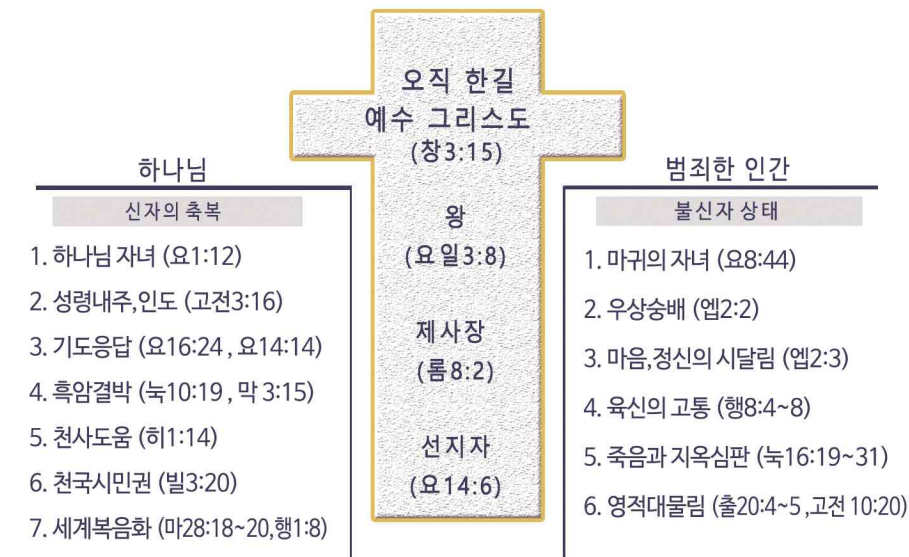 오직 한길
예수 그리스도
(창3:15)
왕
(요일3:8)
제사장
(롬8:2)
선지자
(요14:6)
하나님
신자의 축복
1. 하나님 자녀 (요1:12)
2. 성령내주,인도 (고전3:16)
3. 기도응답 (요16:24 , 요14:14)
4. 흑암결박 (눅10:19 , 막 3:15)
5. 천사도움 (히1:14)
6. 천국시민권 (빌3:20)
7. 세계복음화 (마28:18~20,행1:8)
범죄한 인간
불신자 상태
1. 마귀의 자녀 (요8:44)
2. 우상숭배 (엡2:2)
3. 마음,정신의 시달림 (엡2:3)
4. 육신의 고통 (행8:4~8)
5. 죽음과 지옥심판 (눅16:19~31)
6. 영적대물림 (출20:4~5 ,고전 10:20)